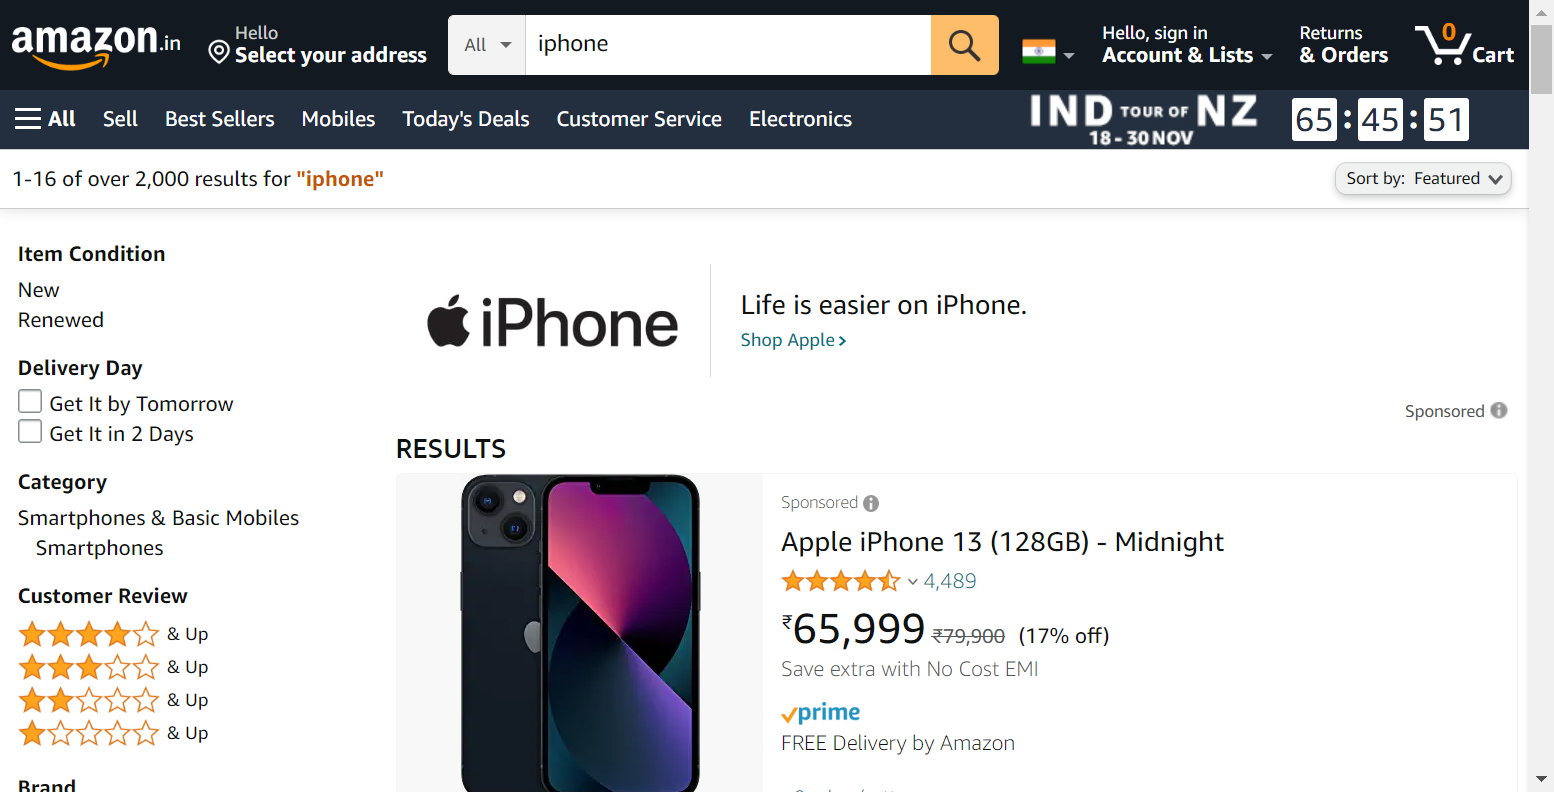 amazon.in
Hello
Select your address
All
iphone
Hello, sign in
Account & Lists
Returns
& Orders
0
Cart
All
Sell
Best Sellers
Mobiles
Today's Deals
Customer Service
Electronics
IND TOUR OF NZ
18 - 30 NOV
65 : 45 : 51
1-16 of over 2,000 results for "iphone"
Sort by: Featured
Item Condition
New
Renewed
Delivery Day
Get It by Tomorrow
Get It in 2 Days
Category
Smartphones & Basic Mobiles
Smartphones
Customer Review
& Up
& Up
& Up
& Up
Brand
iPhone
Life is easier on iPhone.
Shop Apple
Sponsored
RESULTS
Sponsored
Apple iPhone 13 (128GB) - Midnight
4,489
₹65,999 ₹79,900 (17% off)
Save extra with No Cost EMI
prime
FREE Delivery by Amazon